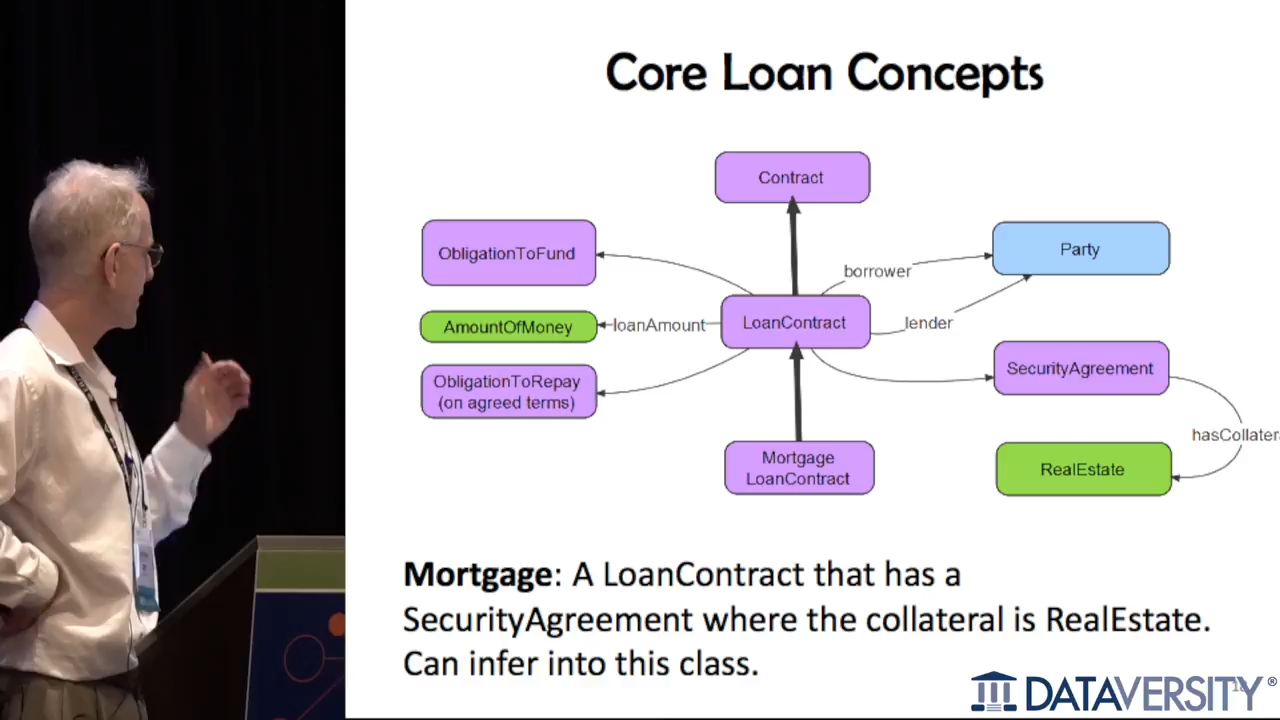 Core Loan Concepts
Contract
ObligationToFund
Party
borrower
AmountOfMoney
loanAmount
LoanContract
lender
ObligationToRepay
(on agreed terms)
SecurityAgreement
hasCollater
Mortgage
LoanContract
RealEstate
Mortgage: A LoanContract that has a
SecurityAgreement where the collateral is RealEstate.
Can infer into this class.
DATAVERSITY®